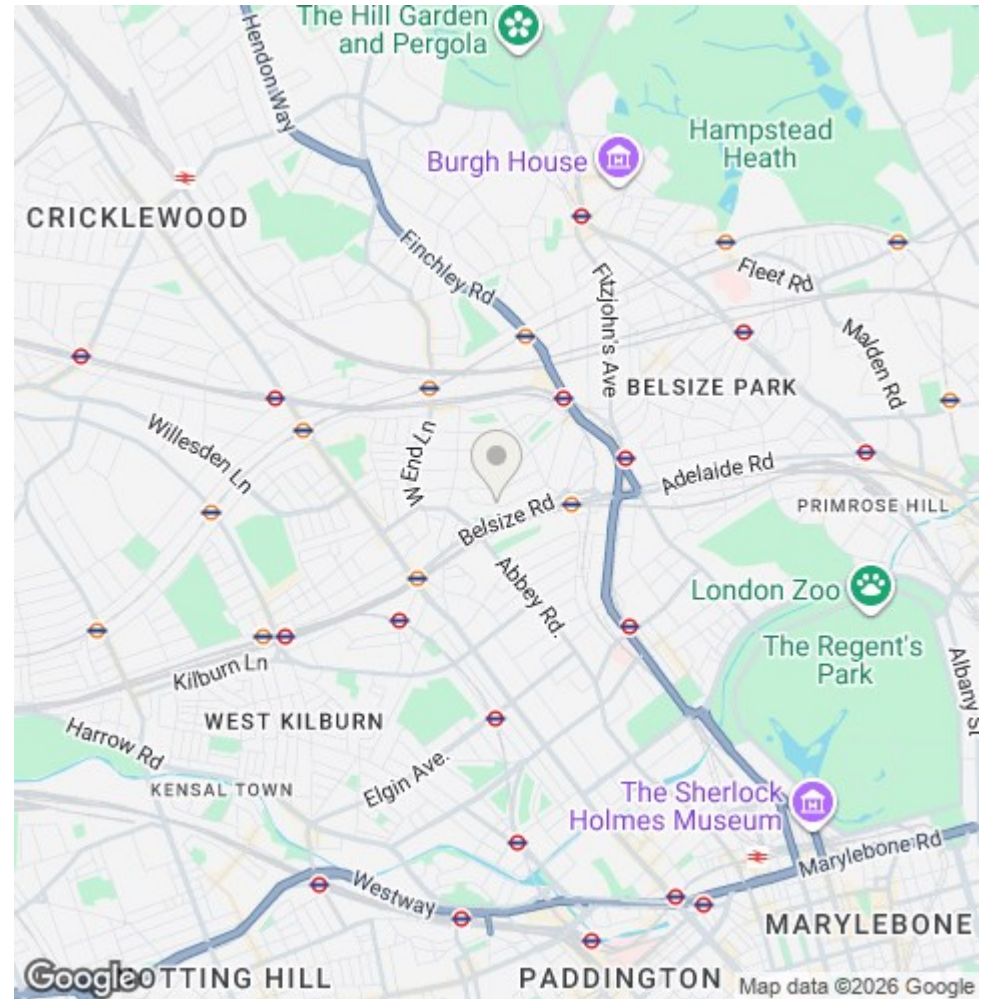 The Hill Garden
and Pergola
Hendon Way
Hampstead
Heath
Burgh House
CRICKLEWOOD
Finchley Rd
Fitzjohn's Ave
Fleet Rd
Malden Rd
BELSIZE PARK
Willesden Ln
W End Ln
Adelaide Rd
Belsize Rd
PRIMROSE HILL
Abbey Rd.
London Zoo
The Regent's
Park
Albany St
Kilburn Ln
WEST KILBURN
Harrow Rd
Elgin Ave.
KENSAL TOWN
The Sherlock
Holmes Museum
Marylebone Rd
Westway
MARYLEBONE
Google
OTTING HILL
PADDINGTON
Map data ©2026 Google